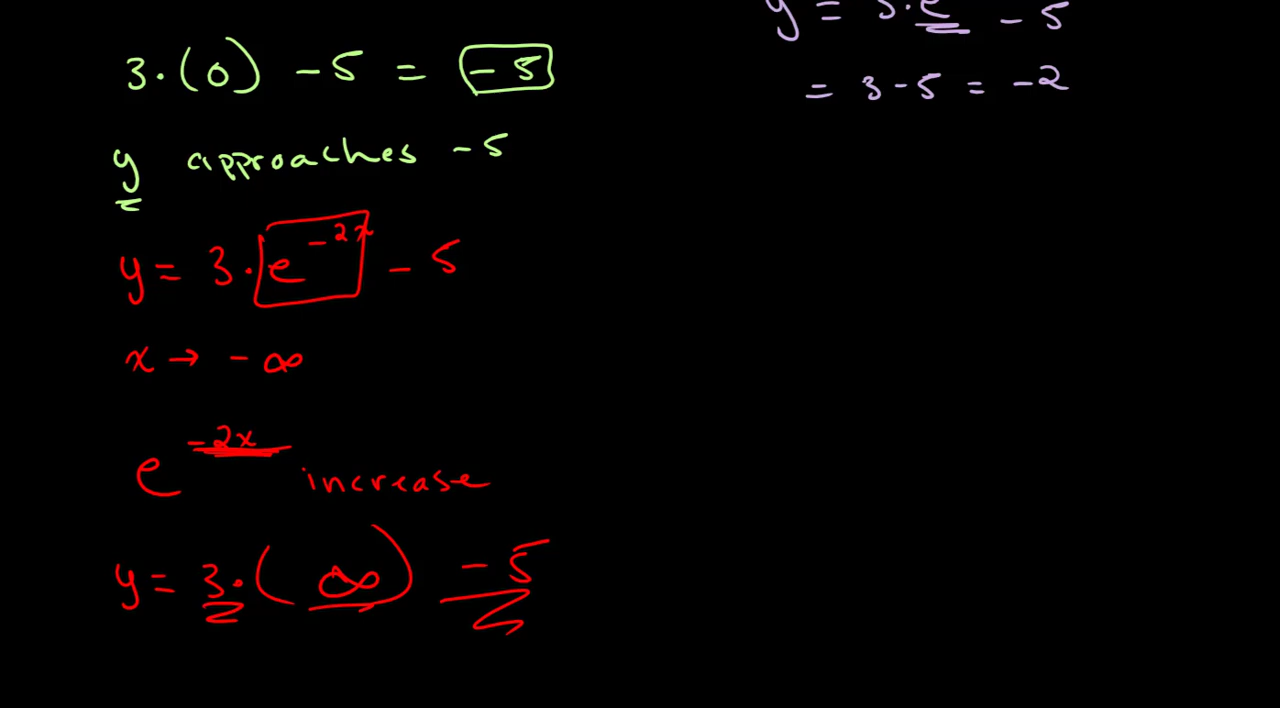 3·(0) - 5 = -5
y approaches -5
y = 3·e^-2x - 5
x → -∞
e^-2x increase
y = 3·(∞) - 5
y = 3·e - 5
= 3 - 5 = -2